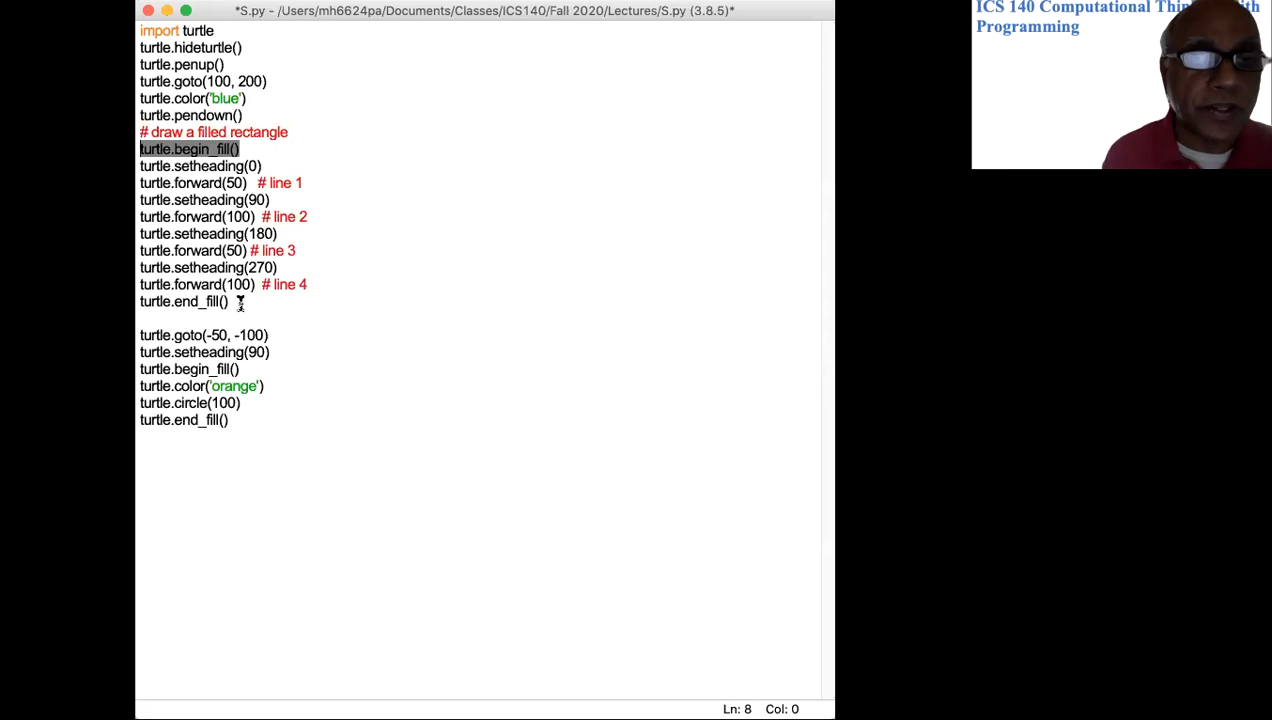 *S.py - /Users/mh6624pa/Documents/Classes/ICS140/Fall 2020/Lectures/S.py (3.8.5)*
import turtle
turtle.hideturtle()
turtle.penup()
turtle.goto(100, 200)
turtle.color('blue')
turtle.pendown()
# draw a filled rectangle
turtle.begin_fill()
turtle.setheading(0)
turtle.forward(50)   # line 1
turtle.setheading(90)
turtle.forward(100)  # line 2
turtle.setheading(180)
turtle.forward(50) # line 3
turtle.setheading(270)
turtle.forward(100)  # line 4
turtle.end_fill()
turtle.goto(-50, -100)
turtle.setheading(90)
turtle.begin_fill()
turtle.color('orange')
turtle.circle(100)
turtle.end_fill()
Ln: 8 Col: 0
ICS 140 Computational
Programming